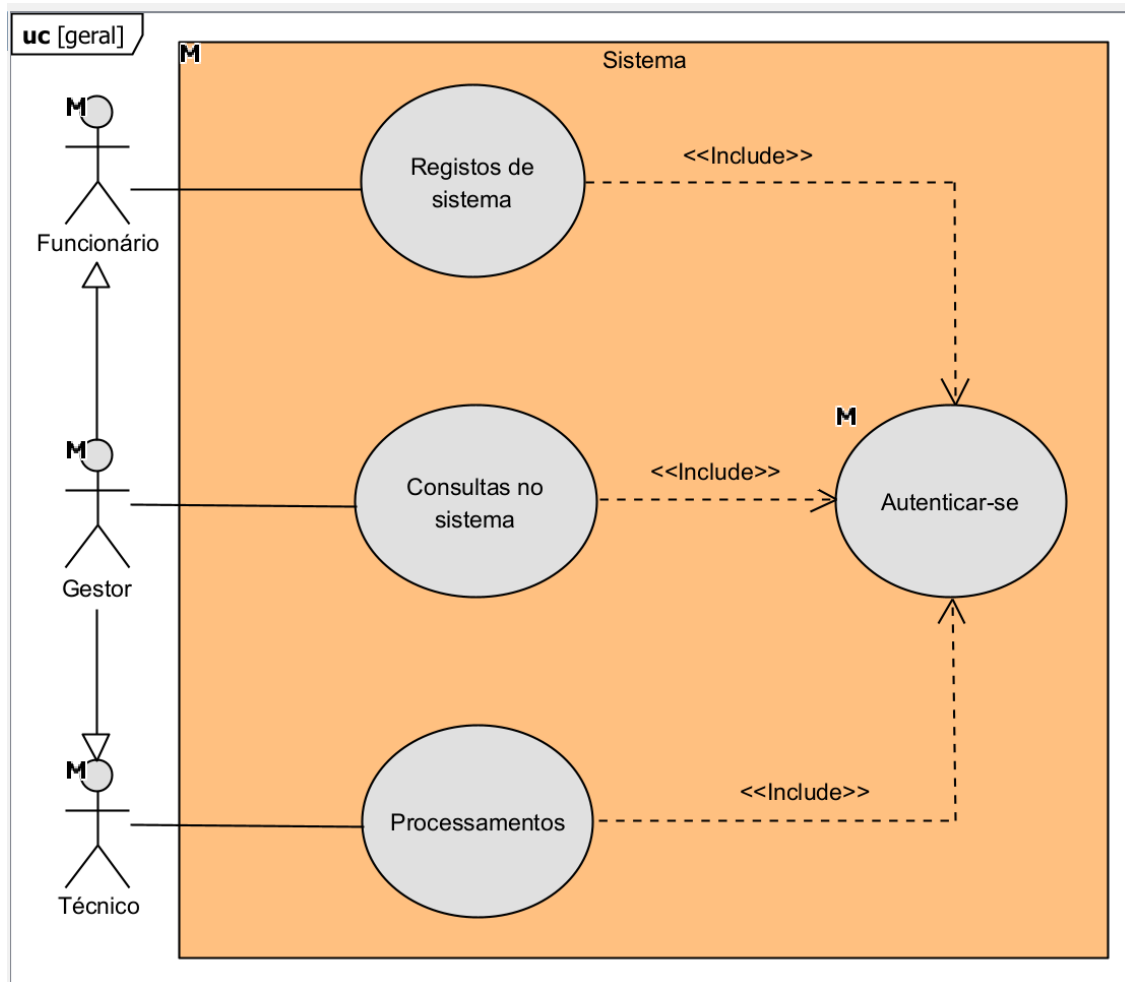 uc [geral]
M
Sistema
M
Registos de
sistema
<<Include>>
Funcionário
M
Consultas no
sistema
<<Include>>
M
Autenticar-se
Gestor
M
Processamentos
<<Include>>
Técnico